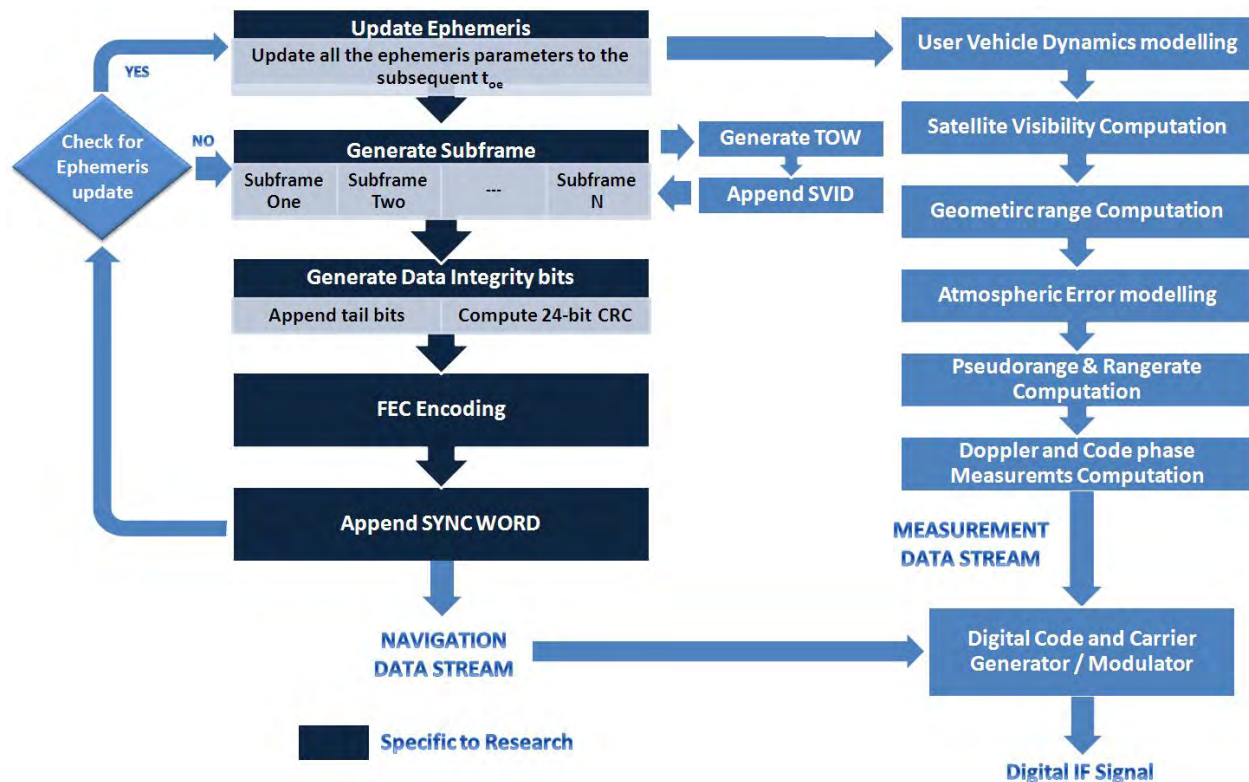 Update Ephemeris
Update all the ephemeris parameters to the
subsequent toe
YES
Check for
Ephemeris
update
NO
Generate Subframe
Subframe
One
Subframe
Two
---
Subframe
N
Generate TOW
Append SVID
Generate Data Integrity bits
Append tail bits
Compute 24-bit CRC
FEC Encoding
Append SYNC WORD
NAVIGATION
DATA STREAM
Specific to Research
User Vehicle Dynamics modelling
Satellite Visibility Computation
Geometirc range Computation
Atmospheric Error modelling
Pseudorange & Rangerate
Computation
Doppler and Code phase
Measuremts Computation
MEASUREMENT
DATA STREAM
Digital Code and Carrier
Generator / Modulator
Digital IF Signal